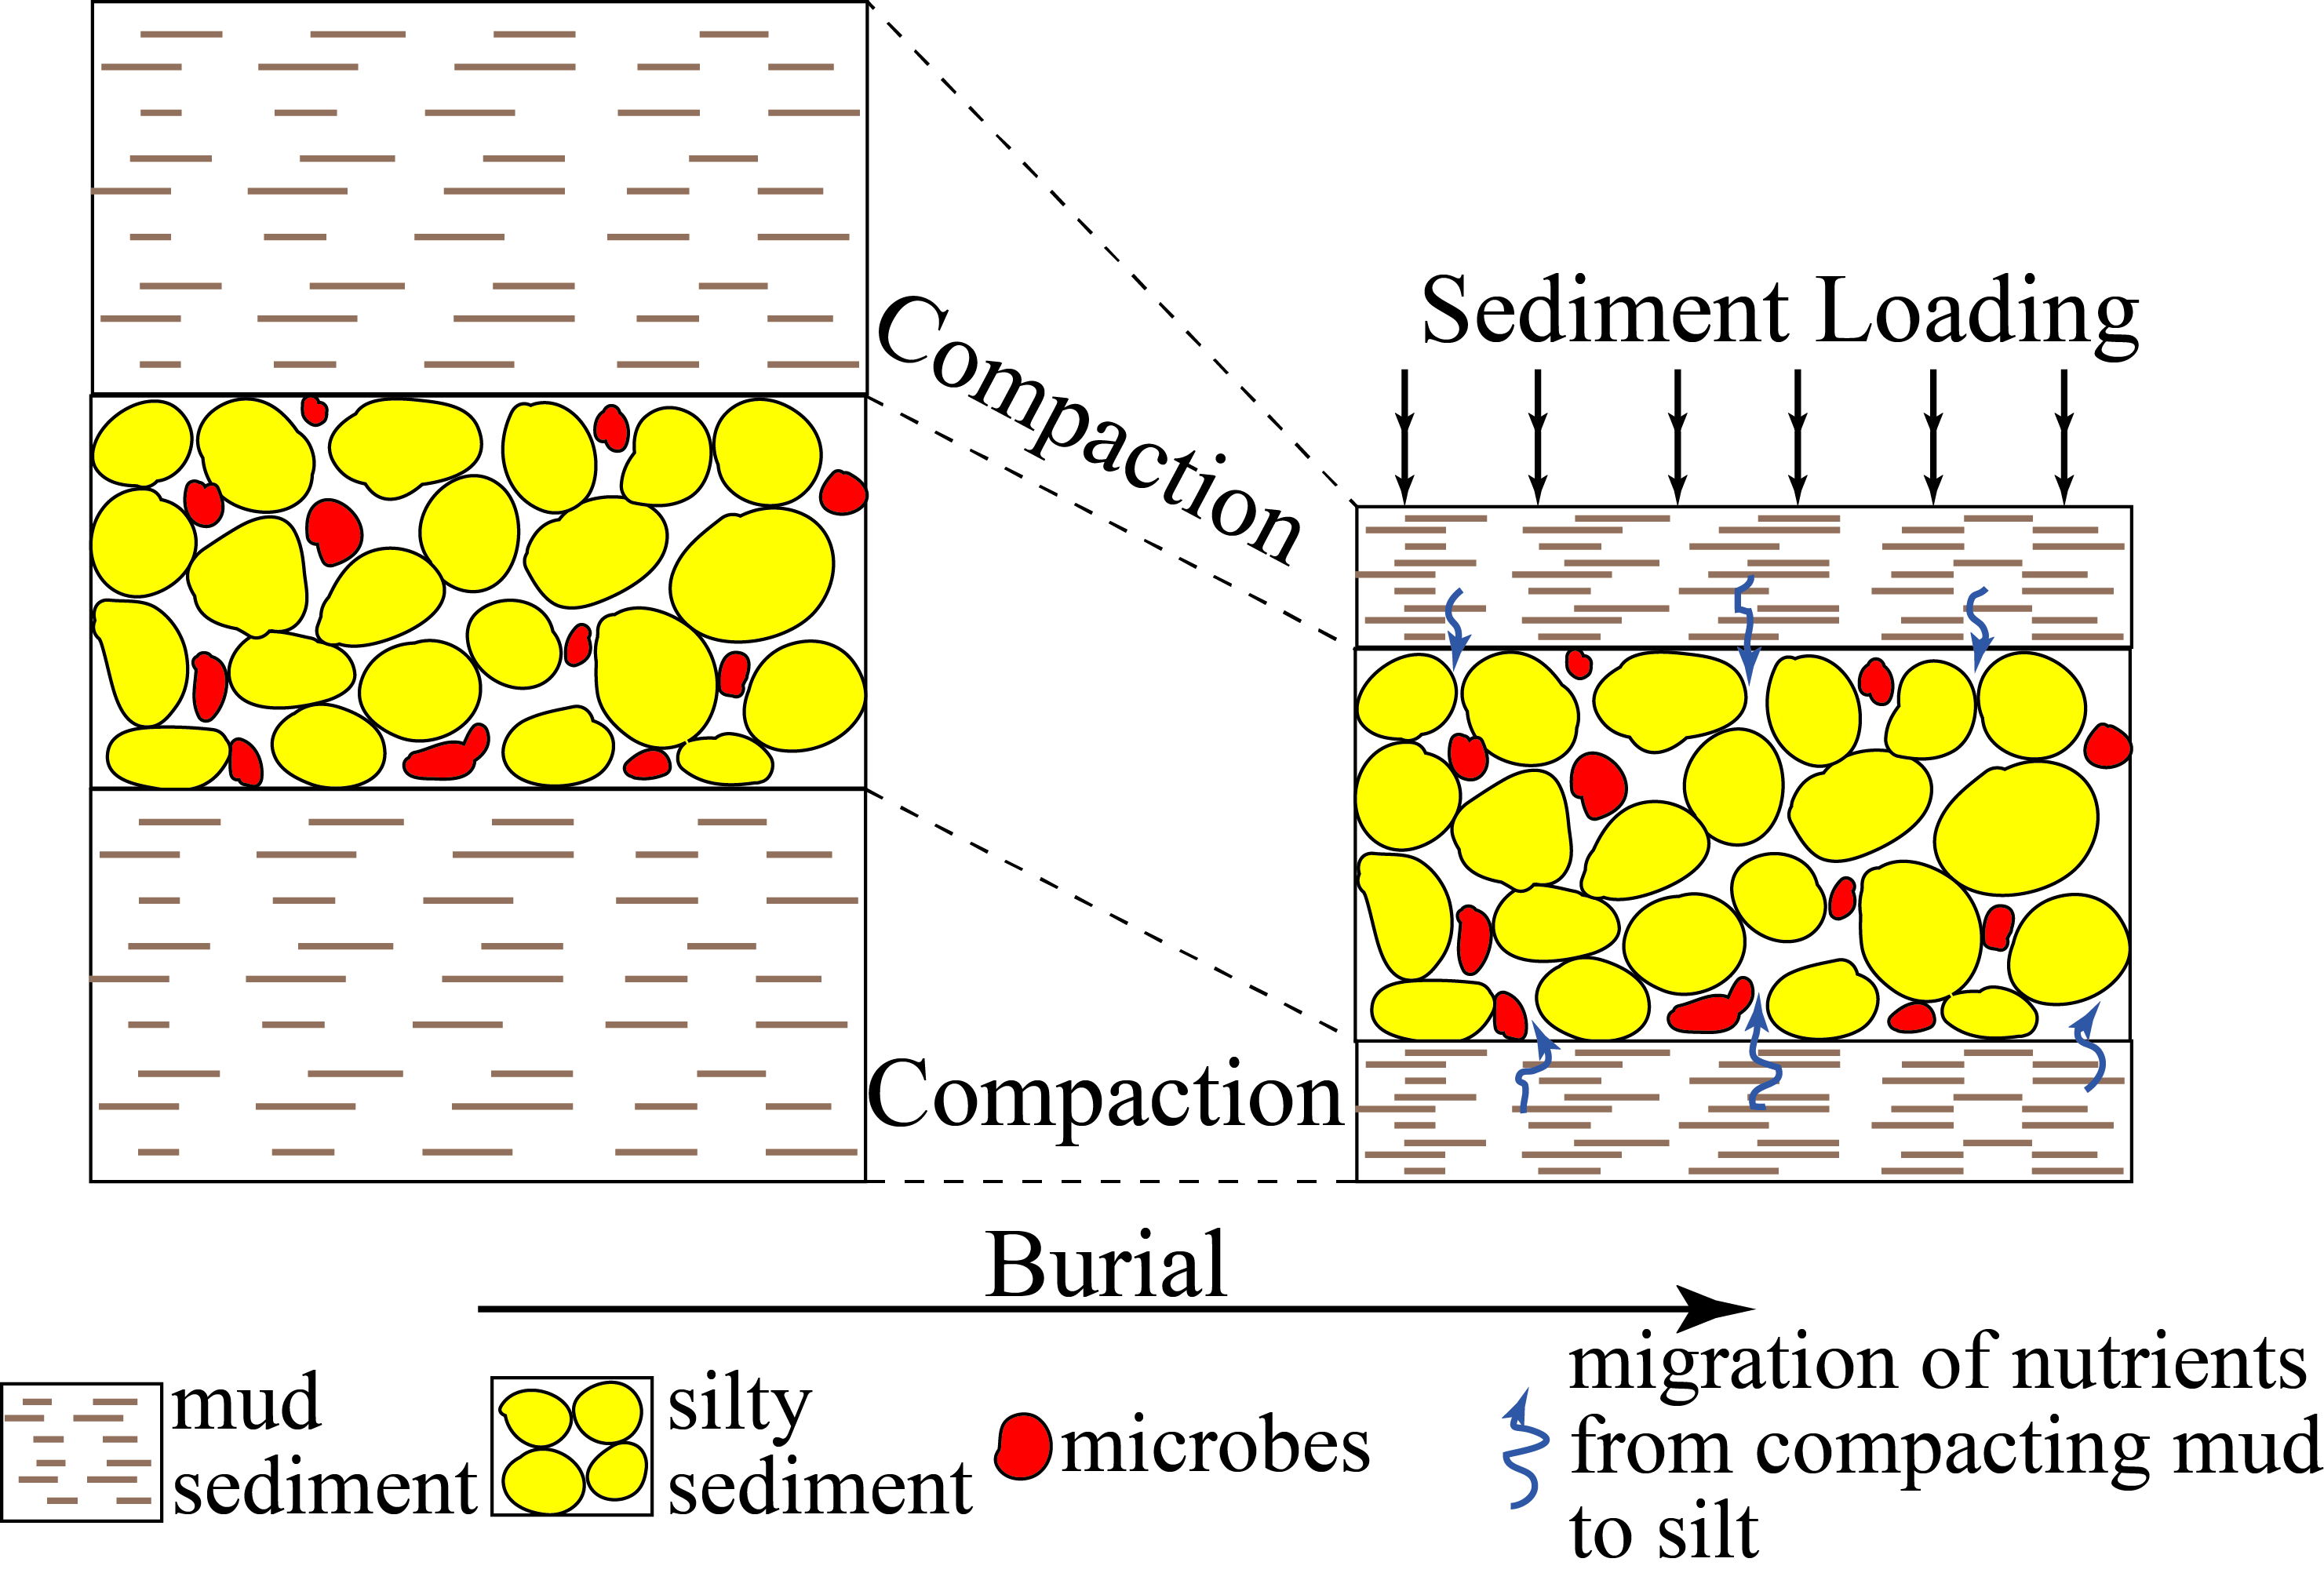 Compaction
Sediment Loading
Compaction
Burial
mud
sediment
silty
sediment
microbes
migration of nutrients
from compacting mud
to silt